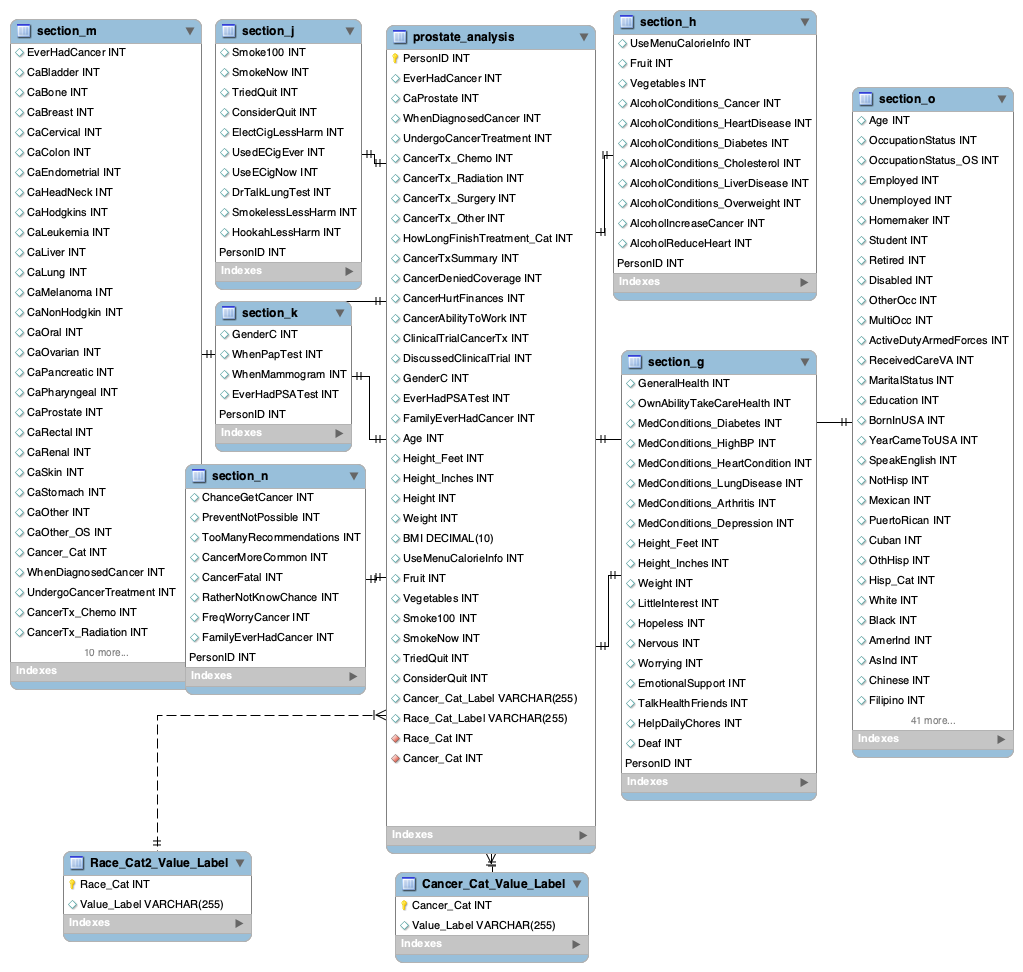 section_m
EverHadCancer INT
CaBladder INT
CaBone INT
CaBreast INT
CaCervical INT
CaColon INT
CaEndometrial INT
CaHeadNeck INT
CaHodgkins INT
CaLeukemia INT
CaLiver INT
CaLung INT
CaMelanoma INT
CaNonHodgkin INT
CaOral INT
CaOvarian INT
CaPancreatic INT
CaPharyngeal INT
CaProstate INT
CaRectal INT
CaRenal INT
CaSkin INT
CaStomach INT
CaOther INT
CaOther_OS INT
Cancer_Cat INT
WhenDiagnosedCancer INT
UndergoCancerTreatment INT
CancerTx_Chemo INT
CancerTx_Radiation INT
10 more...
Indexes
section_j
Smoke100 INT
SmokeNow INT
TriedQuit INT
ConsiderQuit INT
ElectCigLessHarm INT
UsedECigEver INT
UseECigNow INT
DrTalkLungTest INT
SmokelessLessHarm INT
HookahLessHarm INT
PersonID INT
Indexes
section_k
GenderC INT
WhenPapTest INT
WhenMammogram INT
EverHadPSATest INT
PersonID INT
Indexes
section_n
ChanceGetCancer INT
PreventNotPossible INT
TooManyRecommendations INT
CancerMoreCommon INT
CancerFatal INT
RatherNotKnowChance INT
FreqWorryCancer INT
FamilyEverHadCancer INT
PersonID INT
Indexes
prostate_analysis
PersonID INT
EverHadCancer INT
CaProstate INT
WhenDiagnosedCancer INT
UndergoCancerTreatment INT
CancerTx_Chemo INT
CancerTx_Radiation INT
CancerTx_Surgery INT
CancerTx_Other INT
HowLongFinishTreatment_Cat INT
CancerTxSummary INT
CancerDeniedCoverage INT
CancerHurtFinances INT
CancerAbilityToWork INT
ClinicalTrialCancerTx INT
DiscussedClinicalTrial INT
GenderC INT
EverHadPSATest INT
FamilyEverHadCancer INT
Age INT
Height_Feet INT
Height_Inches INT
Height INT
Weight INT
BMI DECIMAL(10)
UseMenuCalorieInfo INT
Fruit INT
Vegetables INT
Smoke100 INT
SmokeNow INT
TriedQuit INT
ConsiderQuit INT
Cancer_Cat_Label VARCHAR(255)
Race_Cat_Label VARCHAR(255)
Race_Cat INT
Cancer_Cat INT
Indexes
section_h
UseMenuCalorieInfo INT
Fruit INT
Vegetables INT
AlcoholConditions_Cancer INT
AlcoholConditions_HeartDisease INT
AlcoholConditions_Diabetes INT
AlcoholConditions_Cholesterol INT
AlcoholConditions_LiverDisease INT
AlcoholConditions_Overweight INT
AlcoholIncreaseCancer INT
AlcoholReduceHeart INT
PersonID INT
Indexes
section_g
GeneralHealth INT
OwnAbilityTakeCareHealth INT
MedConditions_Diabetes INT
MedConditions_HighBP INT
MedConditions_HeartCondition INT
MedConditions_LungDisease INT
MedConditions_Arthritis INT
MedConditions_Depression INT
Height_Feet INT
Height_Inches INT
Weight INT
LittleInterest INT
Hopeless INT
Nervous INT
Worrying INT
EmotionalSupport INT
TalkHealthFriends INT
HelpDailyChores INT
Deaf INT
PersonID INT
Indexes
section_o
Age INT
OccupationStatus INT
OccupationStatus_OS INT
Employed INT
Unemployed INT
Homemaker INT
Student INT
Retired INT
Disabled INT
OtherOcc INT
MultiOcc INT
ActiveDutyArmedForces INT
ReceivedCareVA INT
MaritalStatus INT
Education INT
BornInUSA INT
YearCameToUSA INT
SpeakEnglish INT
NotHisp INT
Mexican INT
PuertoRican INT
Cuban INT
OthHisp INT
Hisp_Cat INT
White INT
Black INT
AmerInd INT
AsInd INT
Chinese INT
Filipino INT
41 more...
Indexes
Race_Cat2_Value_Label
Race_Cat INT
Value_Label VARCHAR(255)
Indexes
Cancer_Cat_Value_Label
Cancer_Cat INT
Value_Label VARCHAR(255)
Indexes